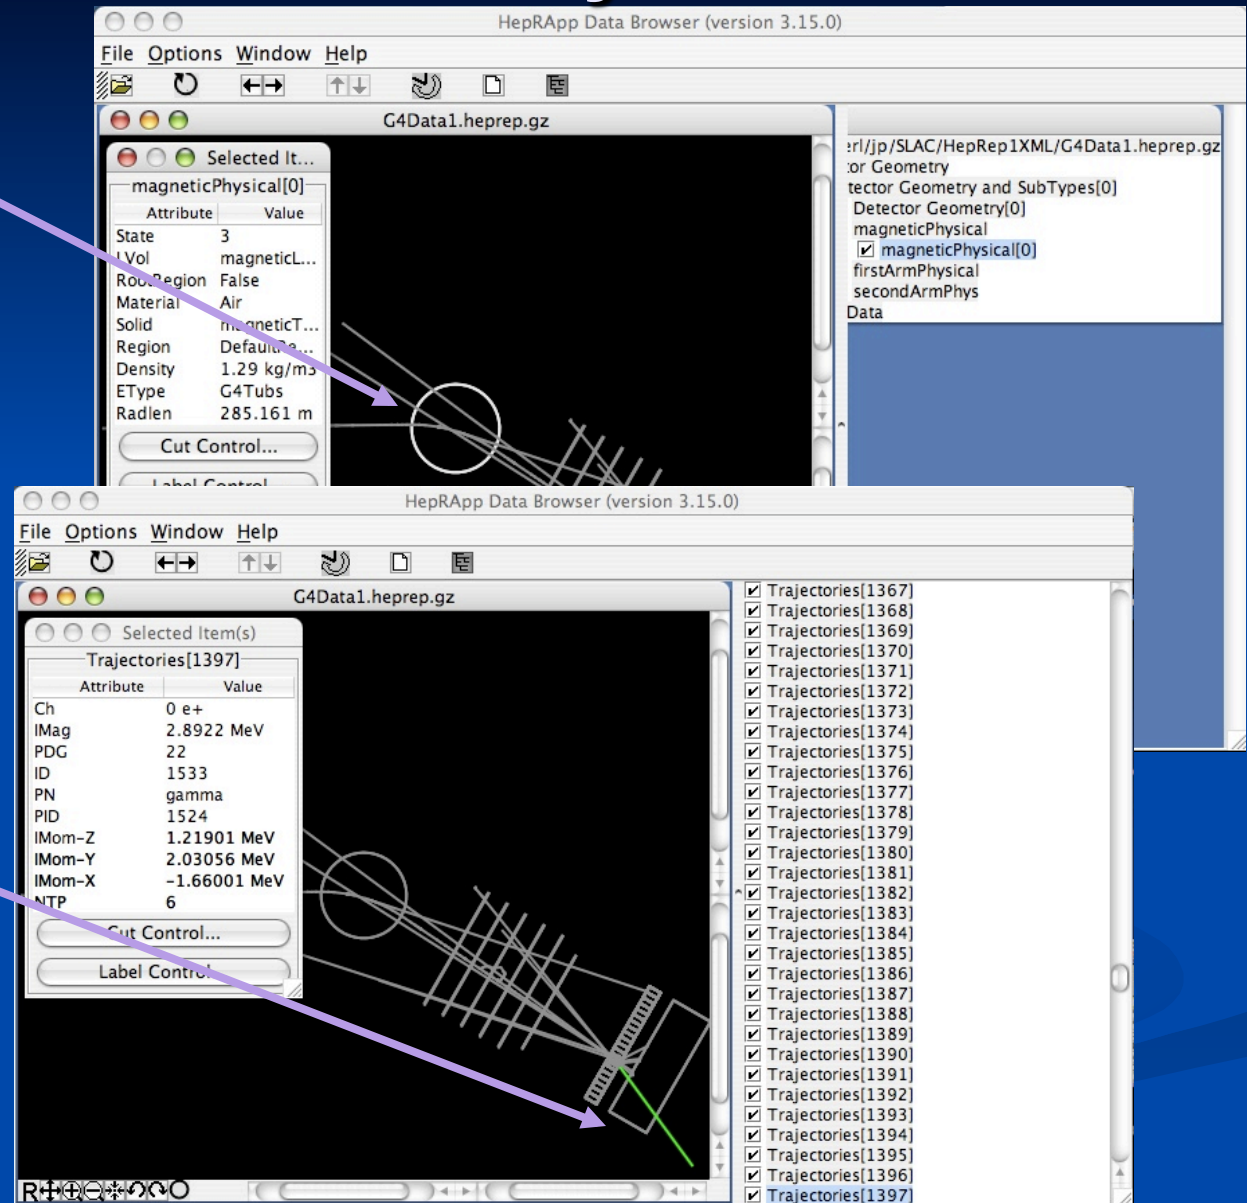 HepRApp Data Browser (version 3.15.0)
File Options Window Help
G4Data1.heprep.gz
Selected It...
magneticPhysical[0]
Attribute Value
State 3
LVol magneticL...
RootRegion False
Material Air
Solid magneticT...
Region DefaultRe...
Density 1.29 kg/m3
EType G4Tubs
Radlen 285.161 m
Cut Control...
Label Control...
erl/jp/SLAC/HepRep1XML/G4Data1.heprep.gz
tor Geometry
tector Geometry and SubTypes[0]
Detector Geometry[0]
magneticPhysical
magneticPhysical[0]
firstArmPhysical
secondArmPhys
Data
HepRApp Data Browser (version 3.15.0)
File Options Window Help
G4Data1.heprep.gz
Selected Item(s)
Trajectories[1397]
Attribute Value
Ch 0 e+
IMag 2.8922 MeV
PDG 22
ID 1533
PN gamma
PID 1524
IMom-Z 1.21901 MeV
IMom-Y 2.03056 MeV
IMom-X -1.66001 MeV
NTP 6
Cut Control...
Label Control...
R
Trajectories[1367]
Trajectories[1368]
Trajectories[1369]
Trajectories[1370]
Trajectories[1371]
Trajectories[1372]
Trajectories[1373]
Trajectories[1374]
Trajectories[1375]
Trajectories[1376]
Trajectories[1377]
Trajectories[1378]
Trajectories[1379]
Trajectories[1380]
Trajectories[1381]
Trajectories[1382]
Trajectories[1383]
Trajectories[1384]
Trajectories[1385]
Trajectories[1386]
Trajectories[1387]
Trajectories[1388]
Trajectories[1389]
Trajectories[1390]
Trajectories[1391]
Trajectories[1392]
Trajectories[1393]
Trajectories[1394]
Trajectories[1395]
Trajectories[1396]
Trajectories[1397]